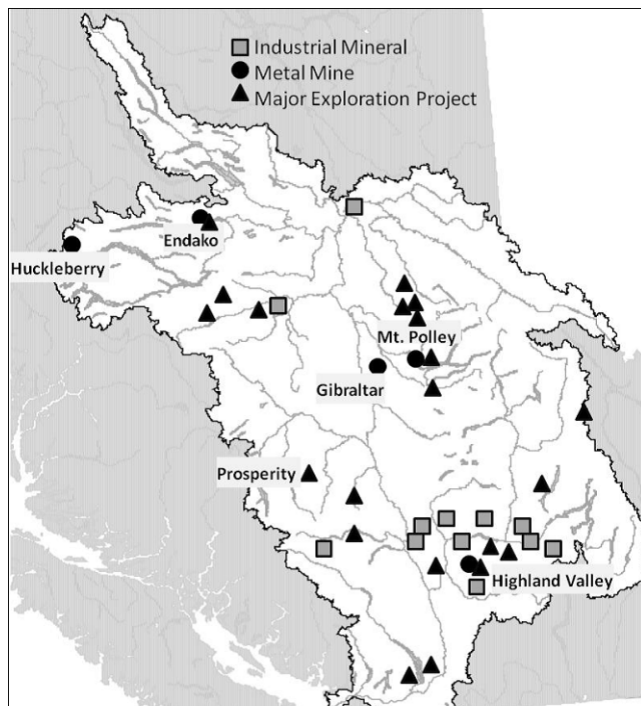 Industrial Mineral
Metal Mine
Major Exploration Project
Endako
Huckleberry
Mt. Polley
Gibraltar
Prosperity
Highland Valley